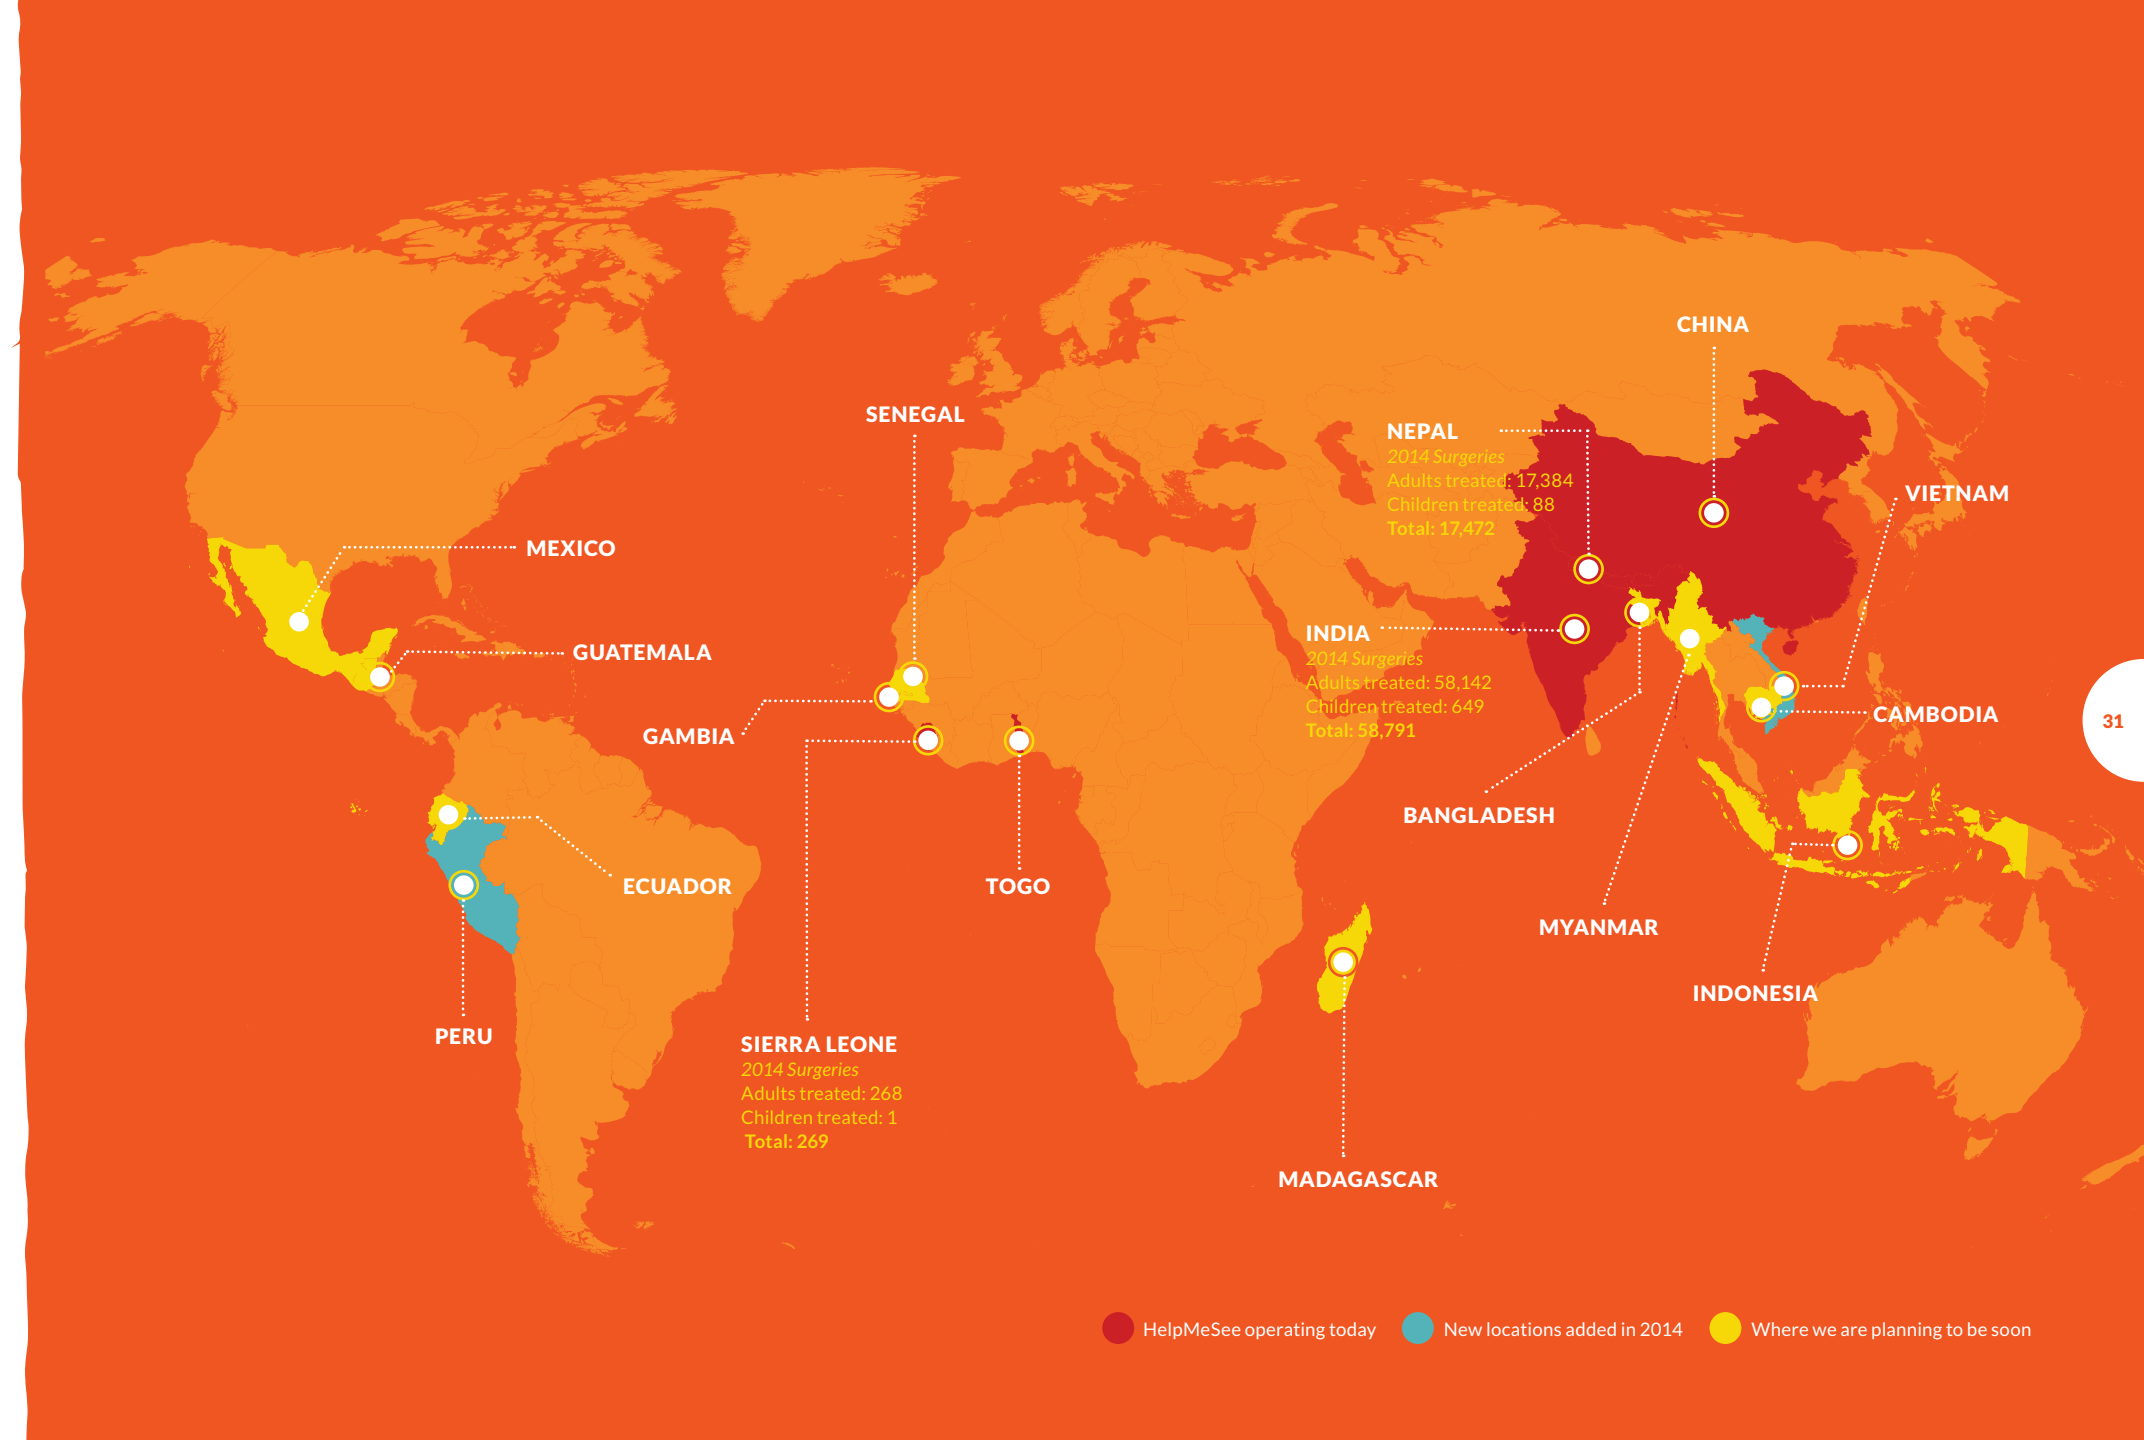 CHINA
SENEGAL
NEPAL
2014 Surgeries
Adults treated: 17,384
Children treated: 88
Total: 17,472
VIETNAM
MEXICO
GUATEMALA
INDIA
2014 Surgeries
Adults treated: 58,142
Children treated: 649
Total: 58,791
GAMBIA
CAMBODIA
31
BANGLADESH
ECUADOR
TOGO
MYANMAR
INDONESIA
PERU
SIERRA LEONE
2014 Surgeries
Adults treated: 268
Children treated: 1
Total: 269
MADAGASCAR
HelpMeSee operating today
New locations added in 2014
Where we are planning to be soon